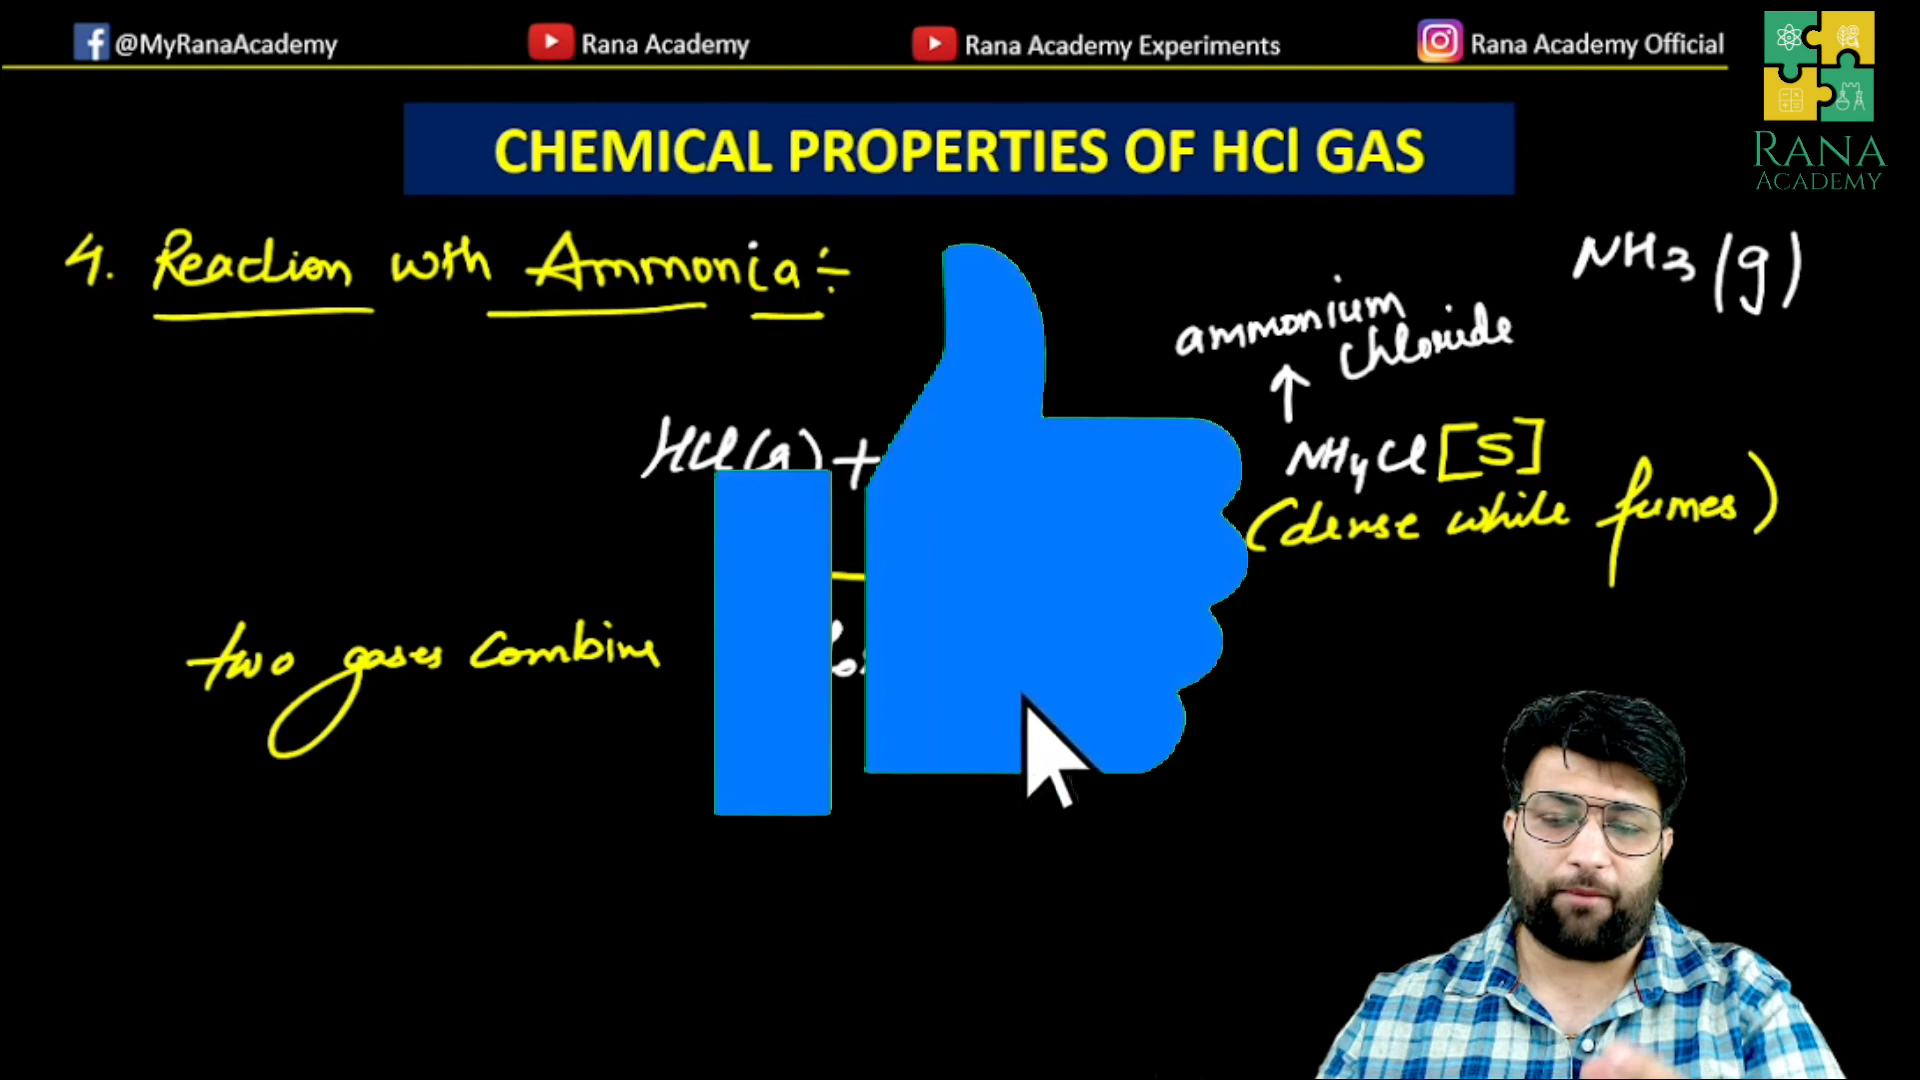 @MyRanaAcademy
Rana Academy
Rana Academy Experiments
Rana Academy Official
RANA
ACADEMY
CHEMICAL PROPERTIES OF HCl GAS
4. Reaction with Ammonia :-
NH3 (g)
ammonium
chloride
↑
HCl(g) +
NH4Cl [S]
(dense white fumes)
two gases combine